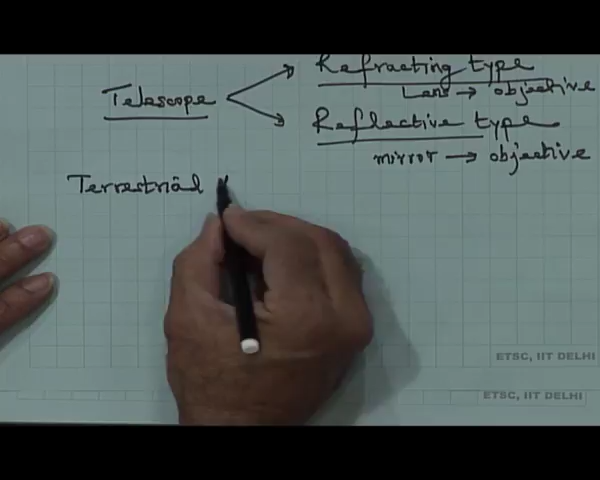 Refracting type
Lens → objective
Telescope
Reflective type
mirror → objective
Terrestrial
ETSC, IIT DELHI
ETSC, IIT DELHI